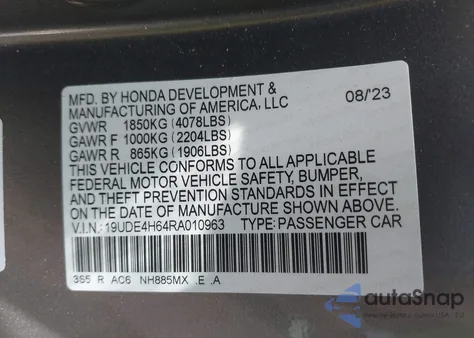 MFD. BY HONDA DEVELOPMENT &
MANUFACTURING OF AMERICA, LLC 08/23
GVWR 1850KG (4078LBS)
GAWR F 1000KG (2204LBS)
GAWR R 865KG (1906LBS)
THIS VEHICLE CONFORMS TO ALL APPLICABLE
FEDERAL MOTOR VEHICLE SAFETY, BUMPER,
AND THEFT PREVENTION STANDARDS IN EFFECT
ON THE DATE OF MANUFACTURE SHOWN ABOVE.
V.I.N.: 19UDE4H64RA010963 TYPE: PASSENGER CAR
3S5 R AC6 NH885MX .E .A
autoSnap